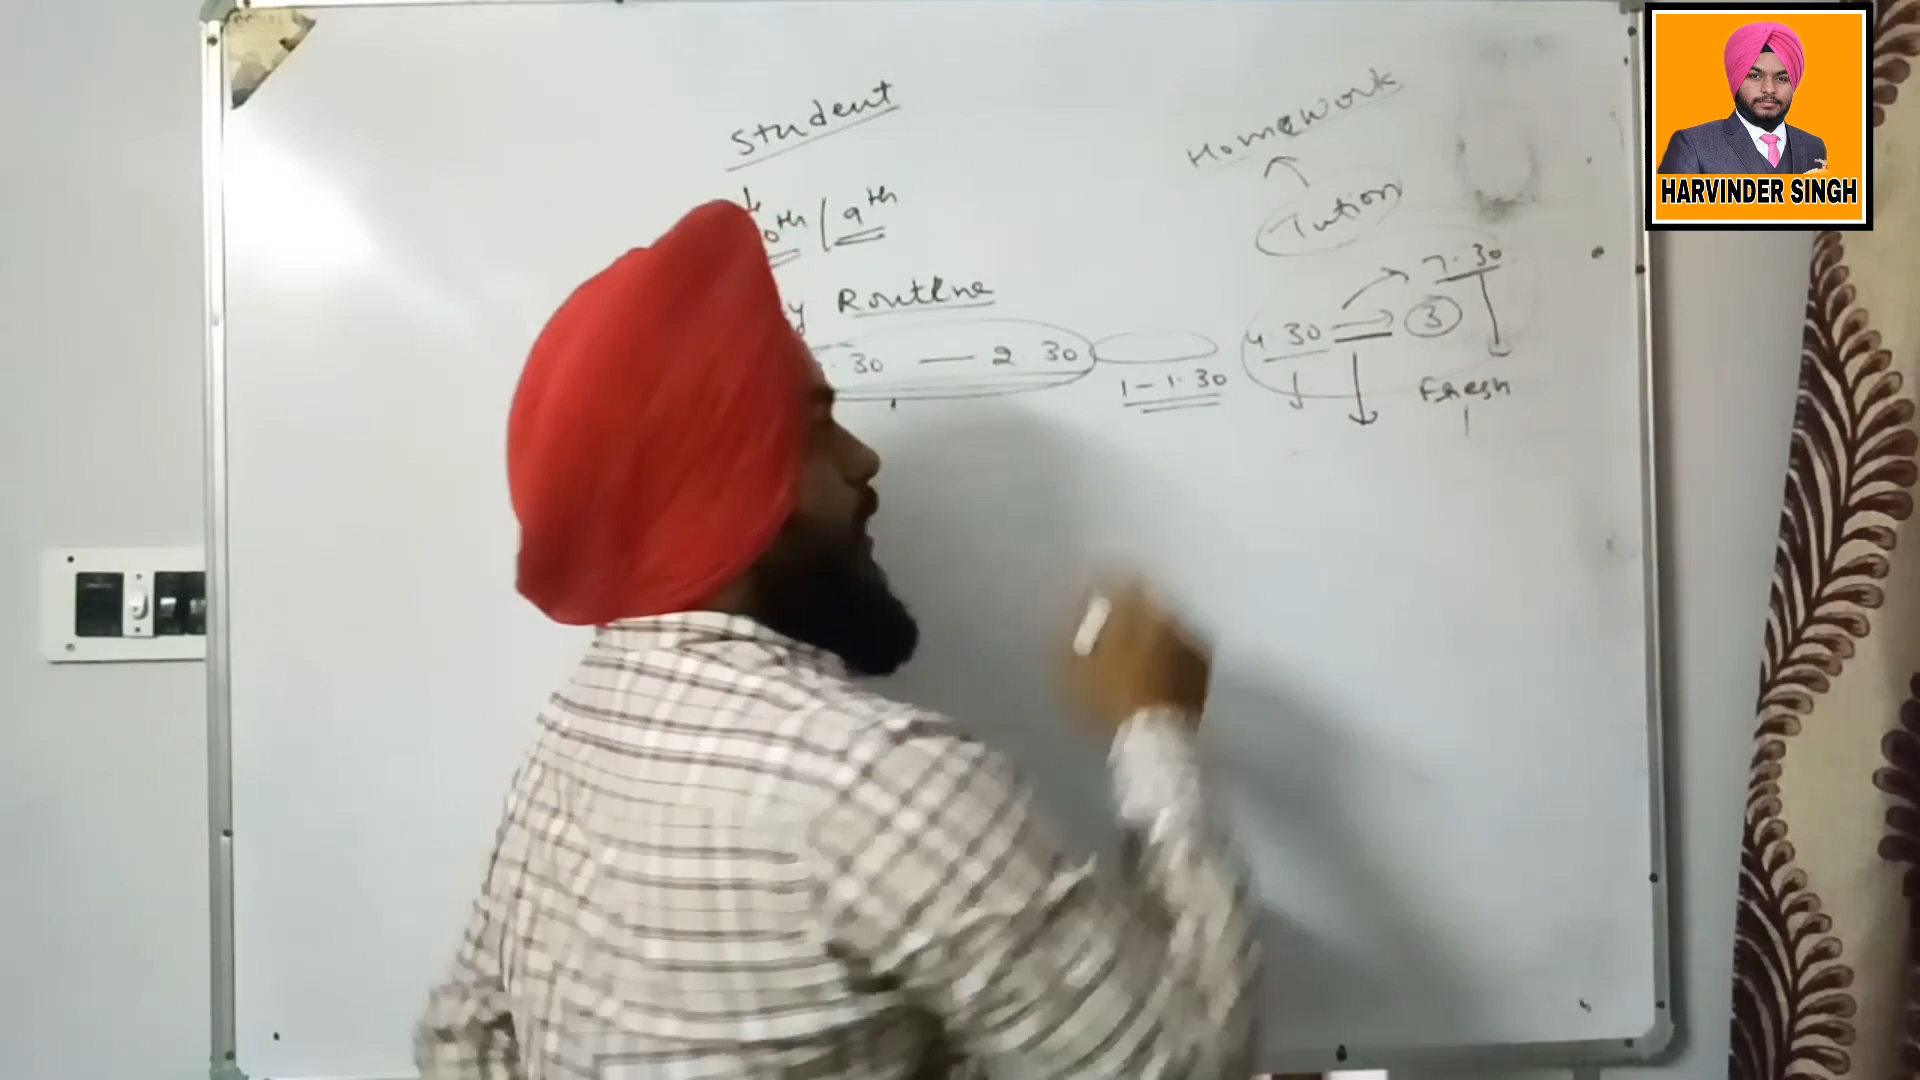 Student
0th / 9th
y Routine
.30 — 2.30
1 - 1.30
Homework
Tution
4.30
7.30
3
Fresh
HARVINDER SINGH